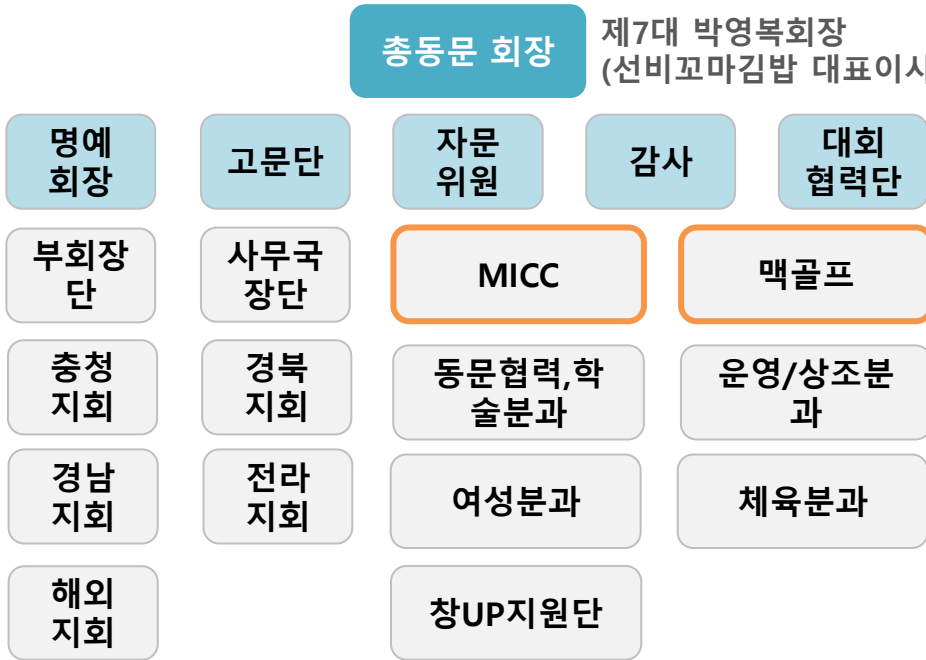 총동문 회장
제7대 박영복회장
(선비꼬마김밥 대표이사
명예
회장
고문단
자문
위원
감사
대회
협력단
부회장
단
사무국
장단
MICC
맥골프
충청
지회
경북
지회
동문협력,학
술분과
운영/상조분
과
경남
지회
전라
지회
여성분과
체육분과
해외
지회
창UP지원단